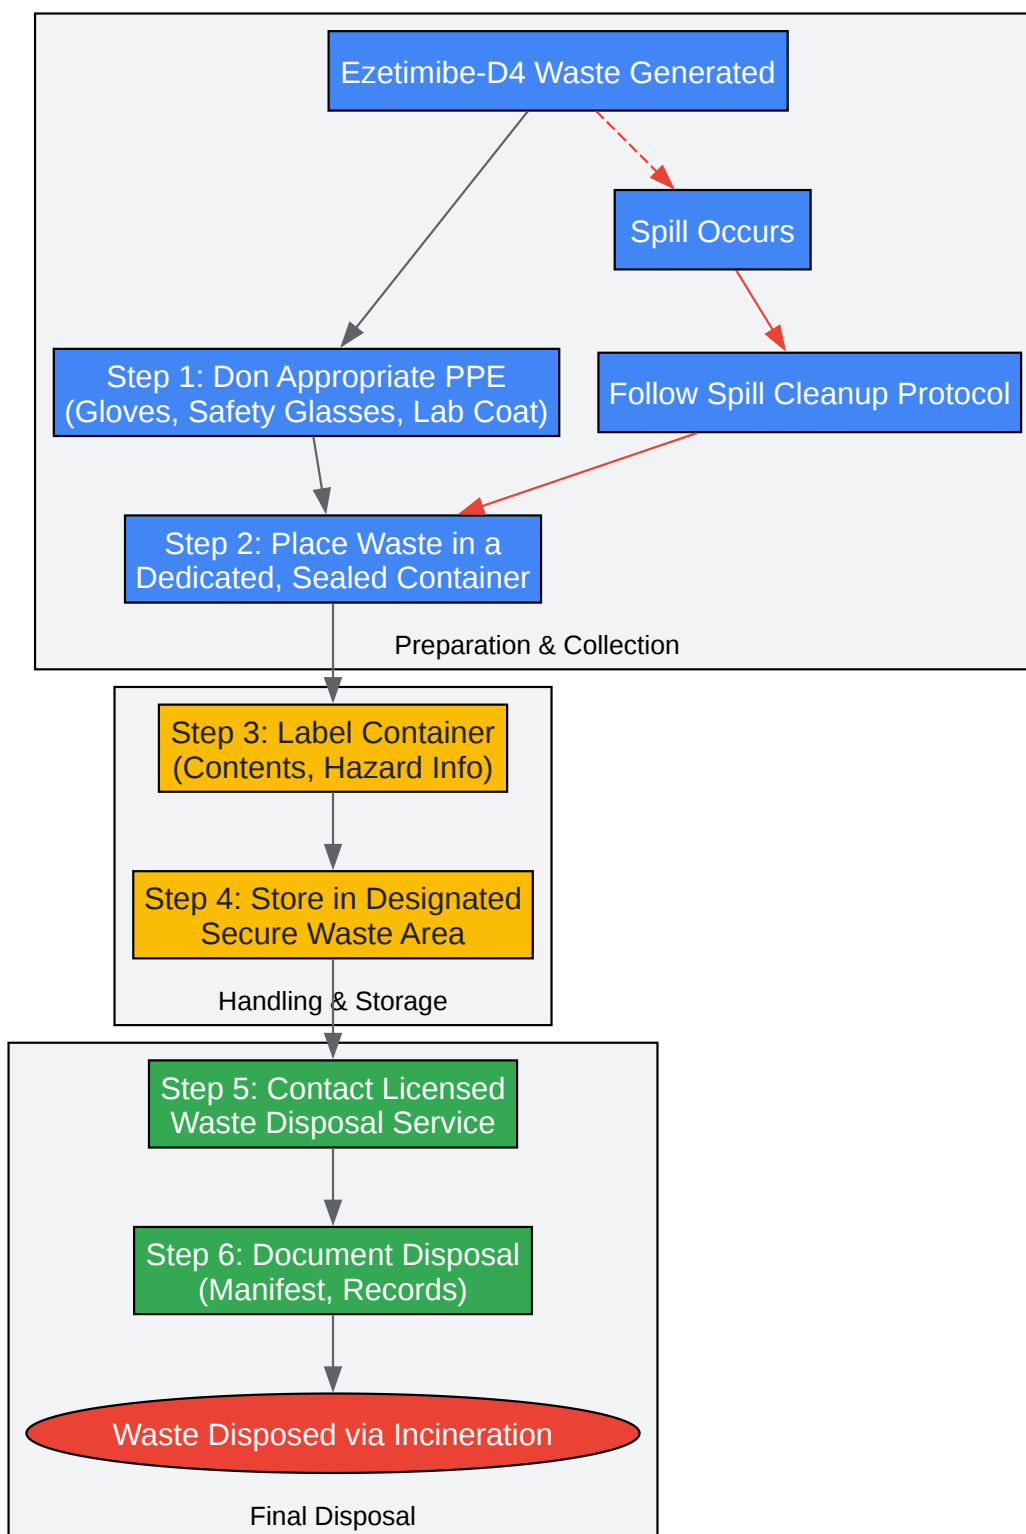 Ezetimibe-D4 Waste Generated
Spill Occurs
Step 1: Don Appropriate PPE
(Gloves, Safety Glasses, Lab Coat)
Follow Spill Cleanup Protocol
Step 2: Place Waste in a
Dedicated, Sealed Container
Preparation & Collection
Step 3: Label Container
(Contents, Hazard Info)
Step 4: Store in Designated
Secure Waste Area
Handling & Storage
Step 5: Contact Licensed
Waste Disposal Service
Step 6: Document Disposal
(Manifest, Records)
Waste Disposed via Incineration
Final Disposal